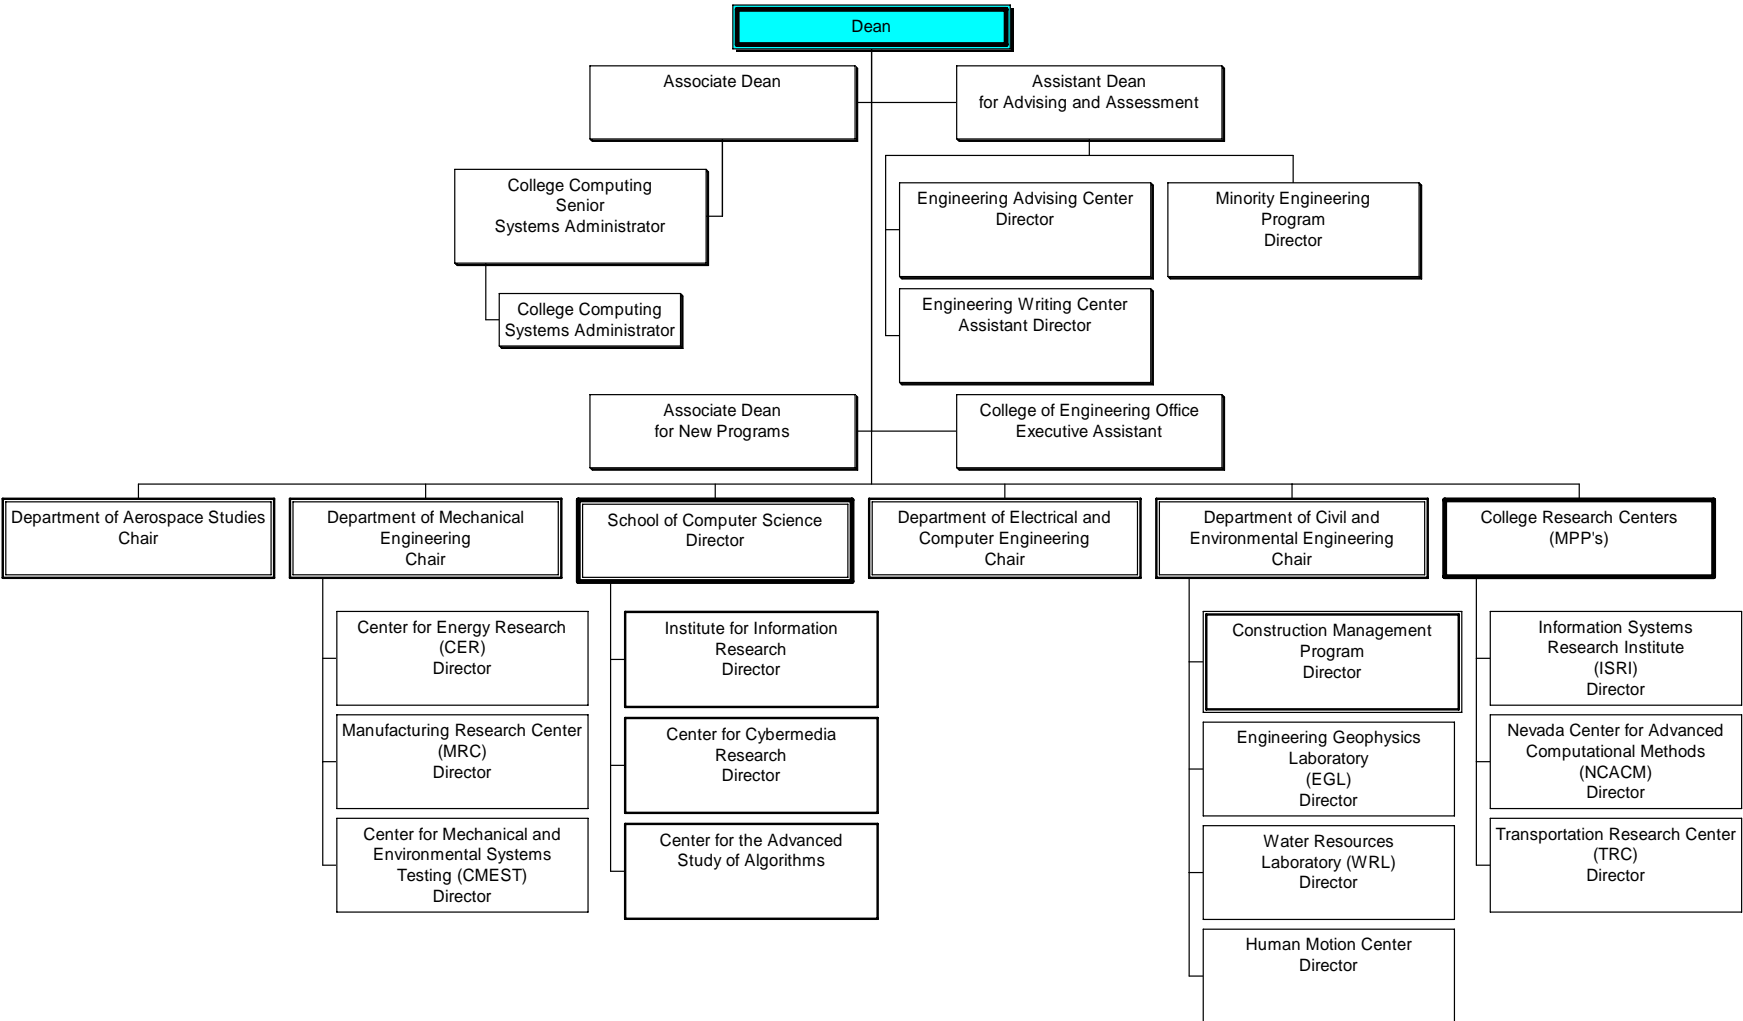 Dean
Associate Dean
Assistant Dean
for Advising and Assessment
College Computing
Senior
Systems Administrator
Engineering Advising Center
Director
Minority Engineering
Program
Director
College Computing
Systems Administrator
Engineering Writing Center
Assistant Director
Associate Dean
for New Programs
College of Engineering Office
Executive Assistant
Department of Aerospace Studies
Chair
Department of Mechanical
Engineering
Chair
School of Computer Science
Director
Department of Electrical and
Computer Engineering
Chair
Department of Civil and
Environmental Engineering
Chair
College Research Centers
(MPP's)
Center for Energy Research
(CER)
Director
Manufacturing Research Center
(MRC)
Director
Center for Mechanical and
Environmental Systems
Testing (CMEST)
Director
Institute for Information
Research
Director
Center for Cybermedia
Research
Director
Center for the Advanced
Study of Algorithms
Construction Management
Program
Director
Engineering Geophysics
Laboratory
(EGL)
Director
Water Resources
Laboratory (WRL)
Director
Human Motion Center
Director
Information Systems
Research Institute
(ISRI)
Director
Nevada Center for Advanced
Computational Methods
(NCACM)
Director
Transportation Research Center
(TRC)
Director